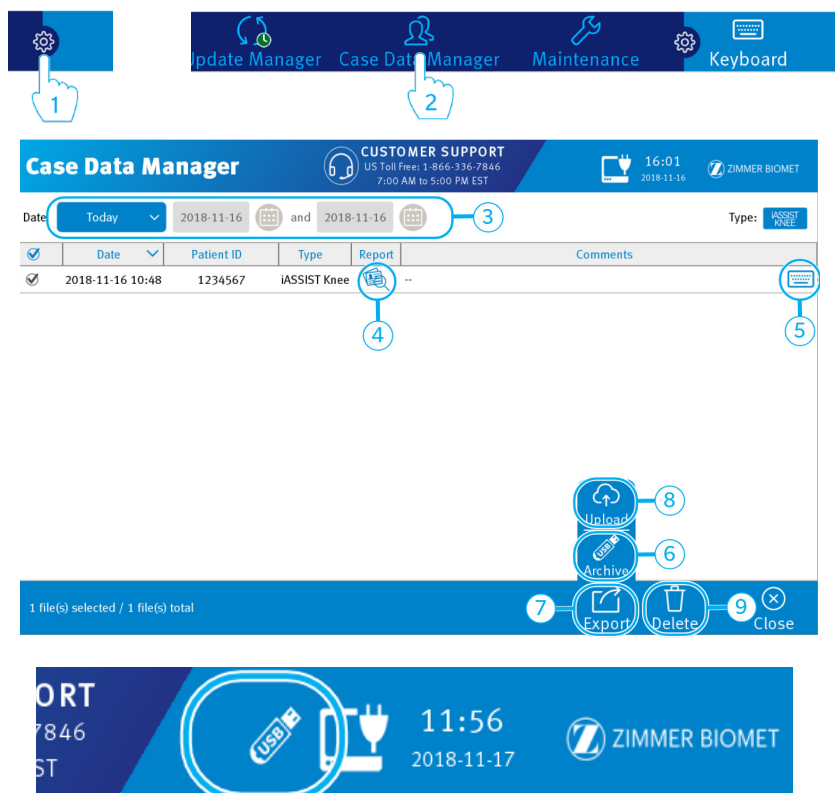 1
Update Manager
Case Data Manager
Maintenance
Keyboard
2
Case Data Manager
CUSTOMER SUPPORT
US Toll Free: 1-866-336-7846
7:00 AM to 5:00 PM EST
16:01
2018-11-16
ZIMMER BIOMET
Date
Today
2018-11-16
and
2018-11-16
3
Type:
iASSIST
KNEE
Date
Patient ID
Type
Report
Comments
2018-11-16 10:48
1234567
iASSIST Knee
--
4
5
Upload
8
USB
Archive
6
1 file(s) selected / 1 file(s) total
7
Export
Delete
9
Close
ORT
7846
ST
USB
11:56
2018-11-17
ZIMMER BIOMET